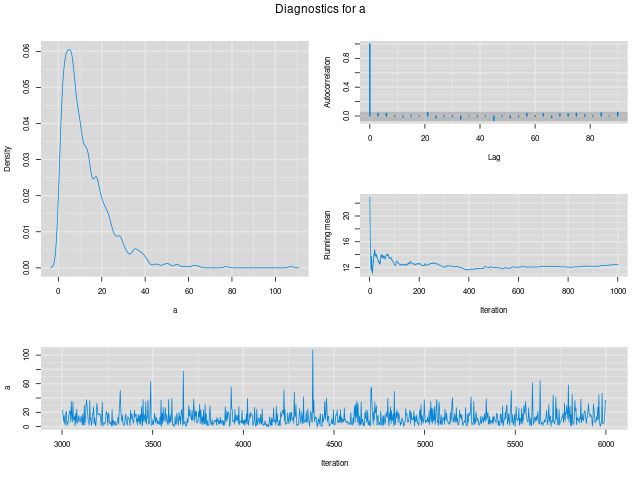 Diagnostics for a
Density
0.00 0.01 0.02 0.03 0.04 0.05 0.06
0 20 40 60 80 100
a
Autocorrelation
0.0 0.4 0.8
0 20 40 60 80
Lag
Running mean
12 16 20
0 200 400 600 800 1000
Iteration
a
0 20 60 100
3000 3500 4000 4500 5000 5500 6000
Iteration